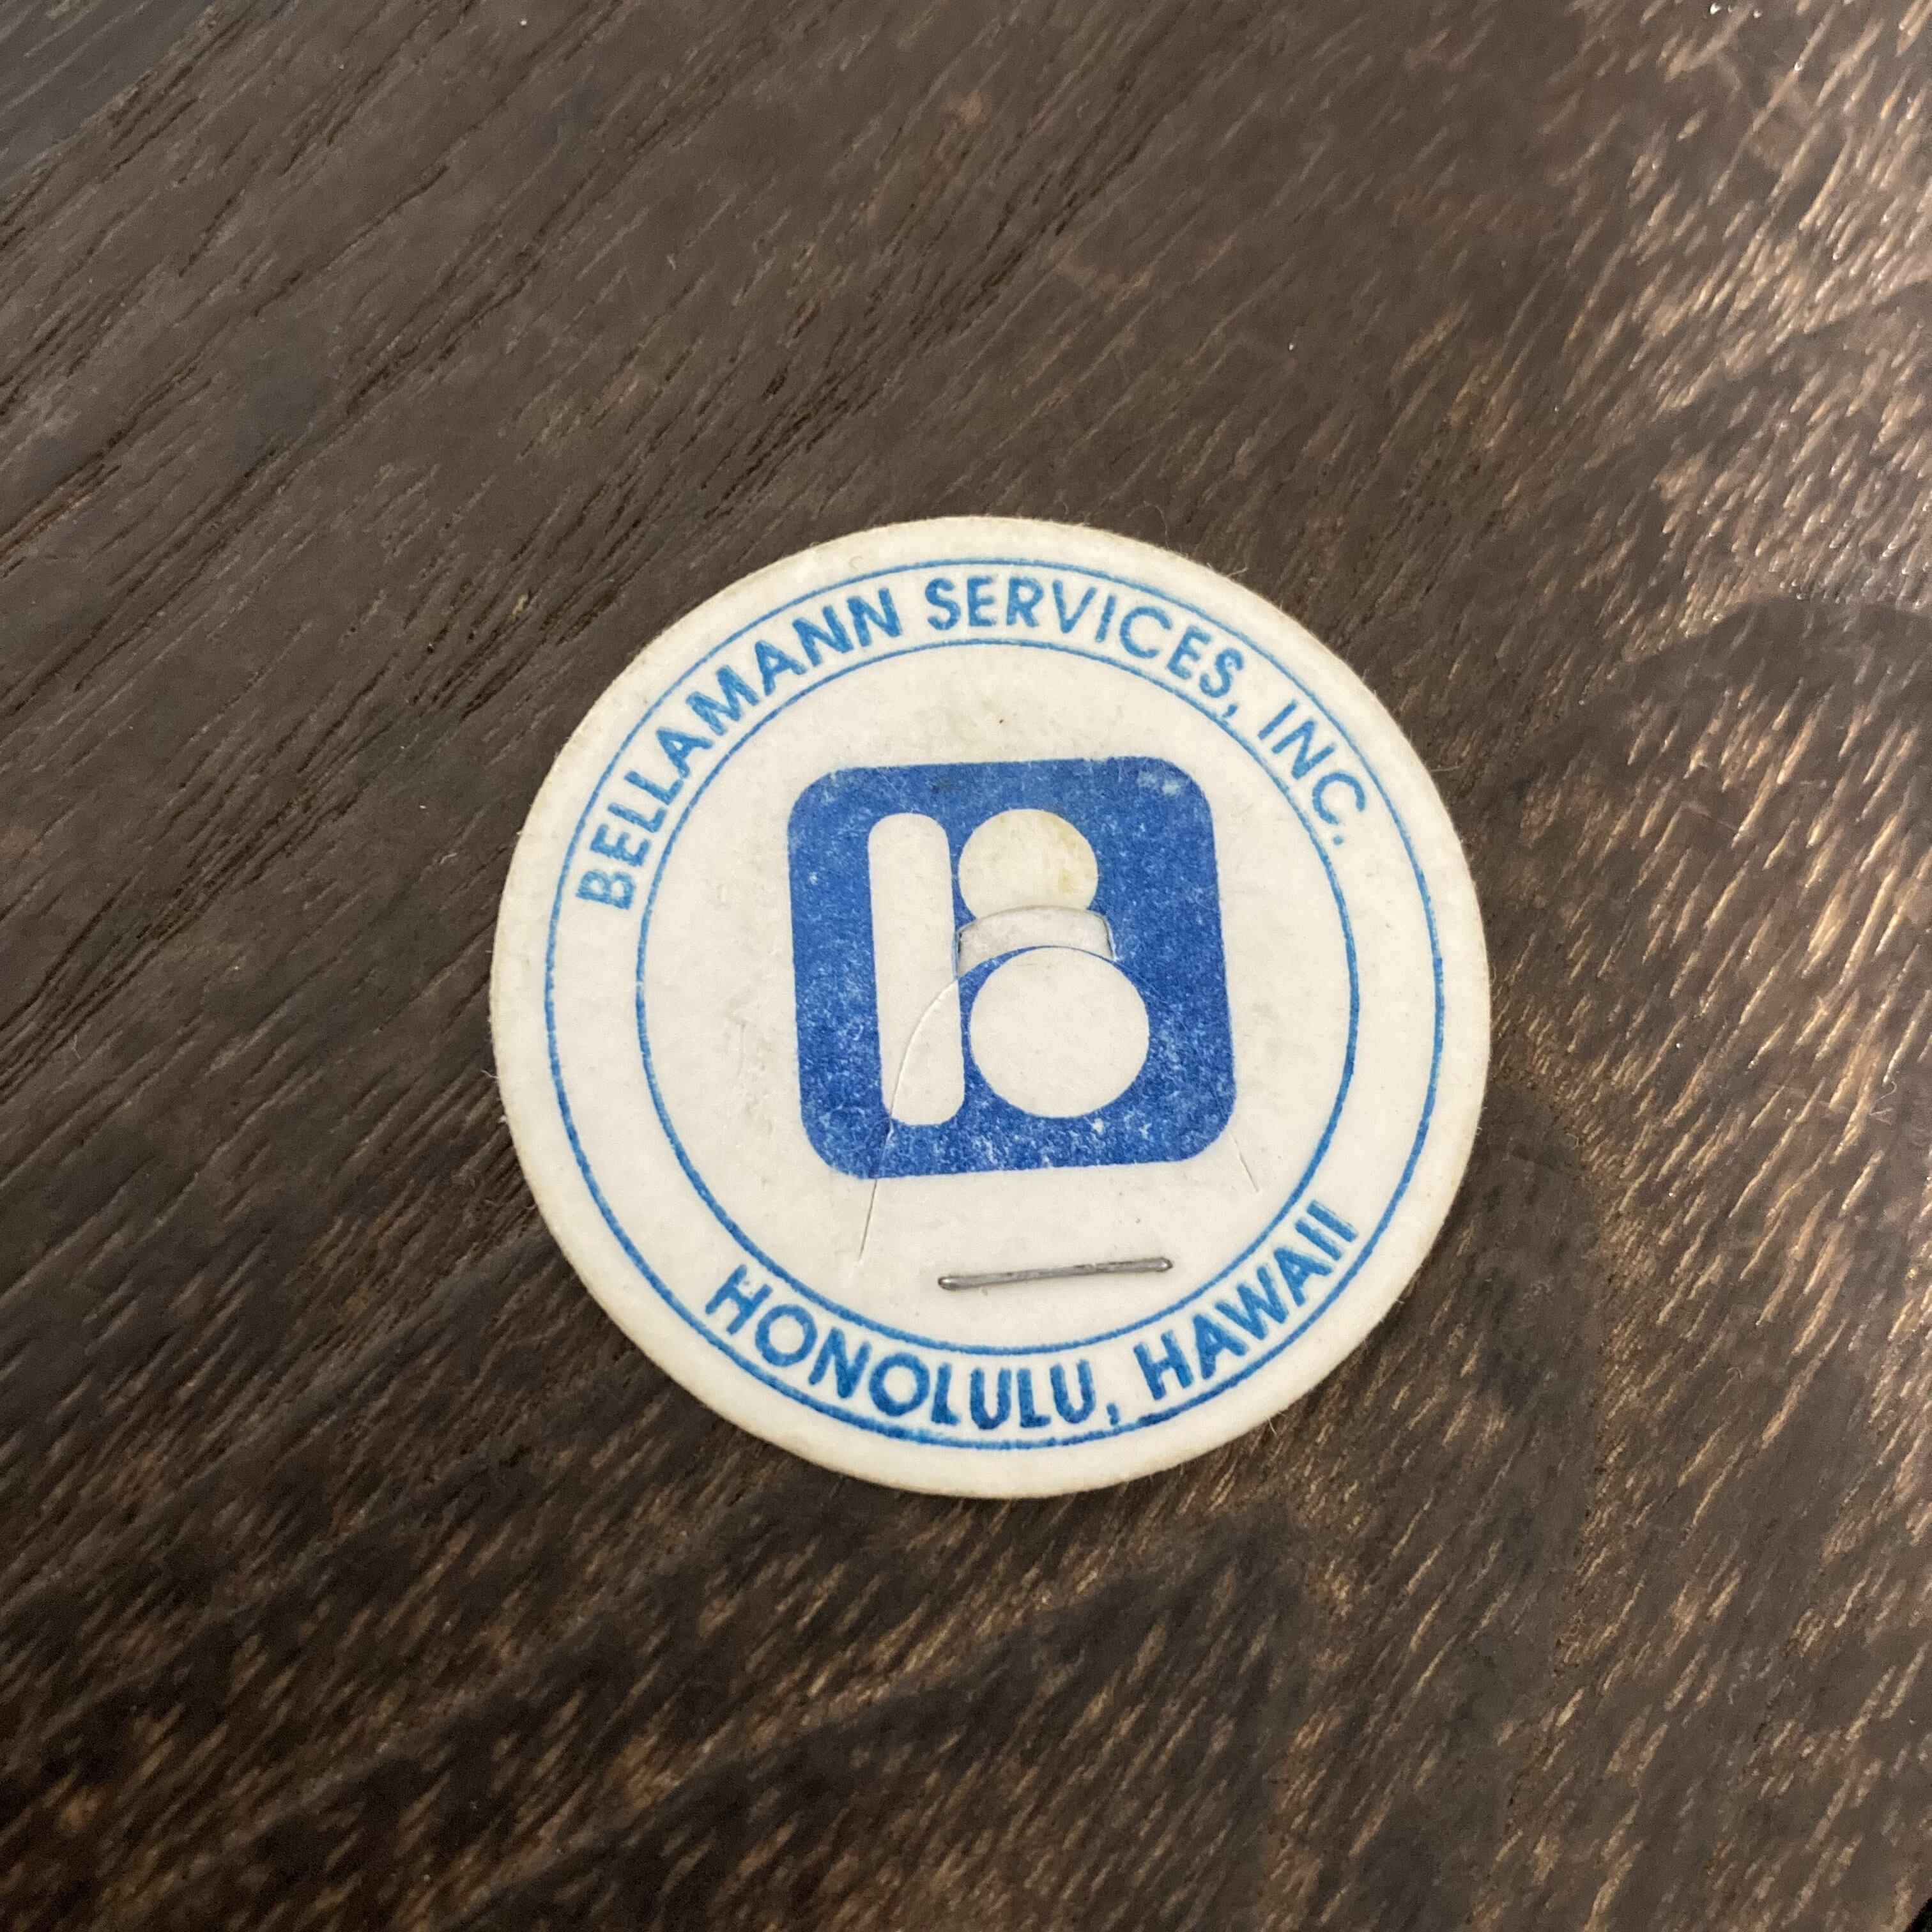 BELLAMANN SERVICES, INC.
B
HONOLULU, HAWAII